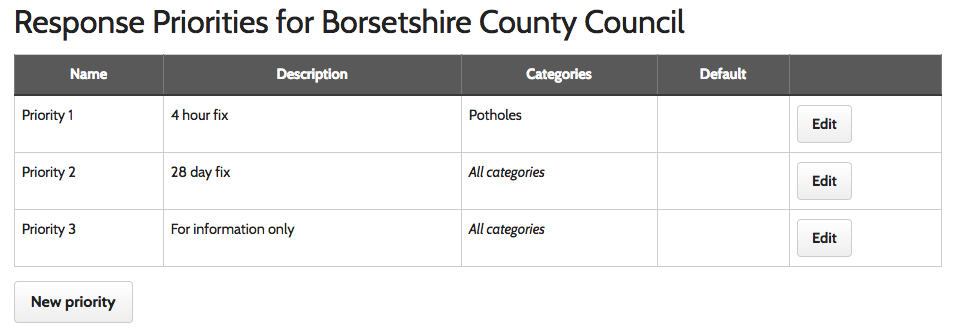 Response Priorities for Borsetshire County Council
Name Description Categories Default
Priority 1 4 hour fix Potholes Edit
Priority 2 28 day fix All categories Edit
Priority 3 For information only All categories Edit
New priority